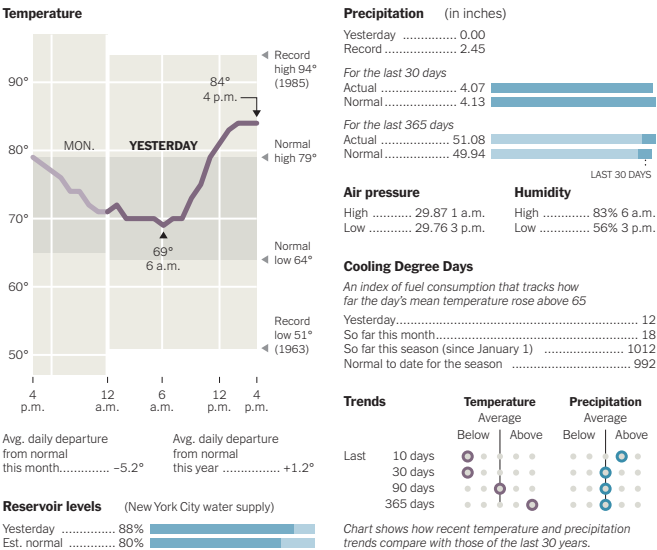 Temperature
90°
80°
70°
60°
50°
MON.
YESTERDAY
84°
4 p.m.
69°
6 a.m.
Record
high 94°
(1985)
Normal
high 79°
Normal
low 64°
Record
low 51°
(1963)
4
p.m.
12
a.m.
6
a.m.
12
p.m.
4
p.m.
Avg. daily departure
from normal
this month.............. –5.2°
Avg. daily departure
from normal
this year ................ +1.2°
Reservoir levels (New York City water supply)
Yesterday ............... 88%
Est. normal ............. 80%
Precipitation (in inches)
Yesterday ............... 0.00
Record ................... 2.45
For the last 30 days
Actual .................... 4.07
Normal ................... 4.13
For the last 365 days
Actual .................. 51.08
Normal ................. 49.94
LAST 30 DAYS
Air pressure
High ............ 29.87 1 a.m.
Low ............ 29.76 3 p.m.
Humidity
High ............. 83% 6 a.m.
Low .............. 56% 3 p.m.
Cooling Degree Days
An index of fuel consumption that tracks how
far the day’s mean temperature rose above 65
Yesterday................................................................ 12
So far this month...................................................... 18
So far this season (since January 1) ........................ 1012
Normal to date for the season ................................ 992
Trends
Temperature
Average
Below Above
Precipitation
Average
Below Above
Last 10 days
30 days
90 days
365 days
Chart shows how recent temperature and precipitation
trends compare with those of the last 30 years.